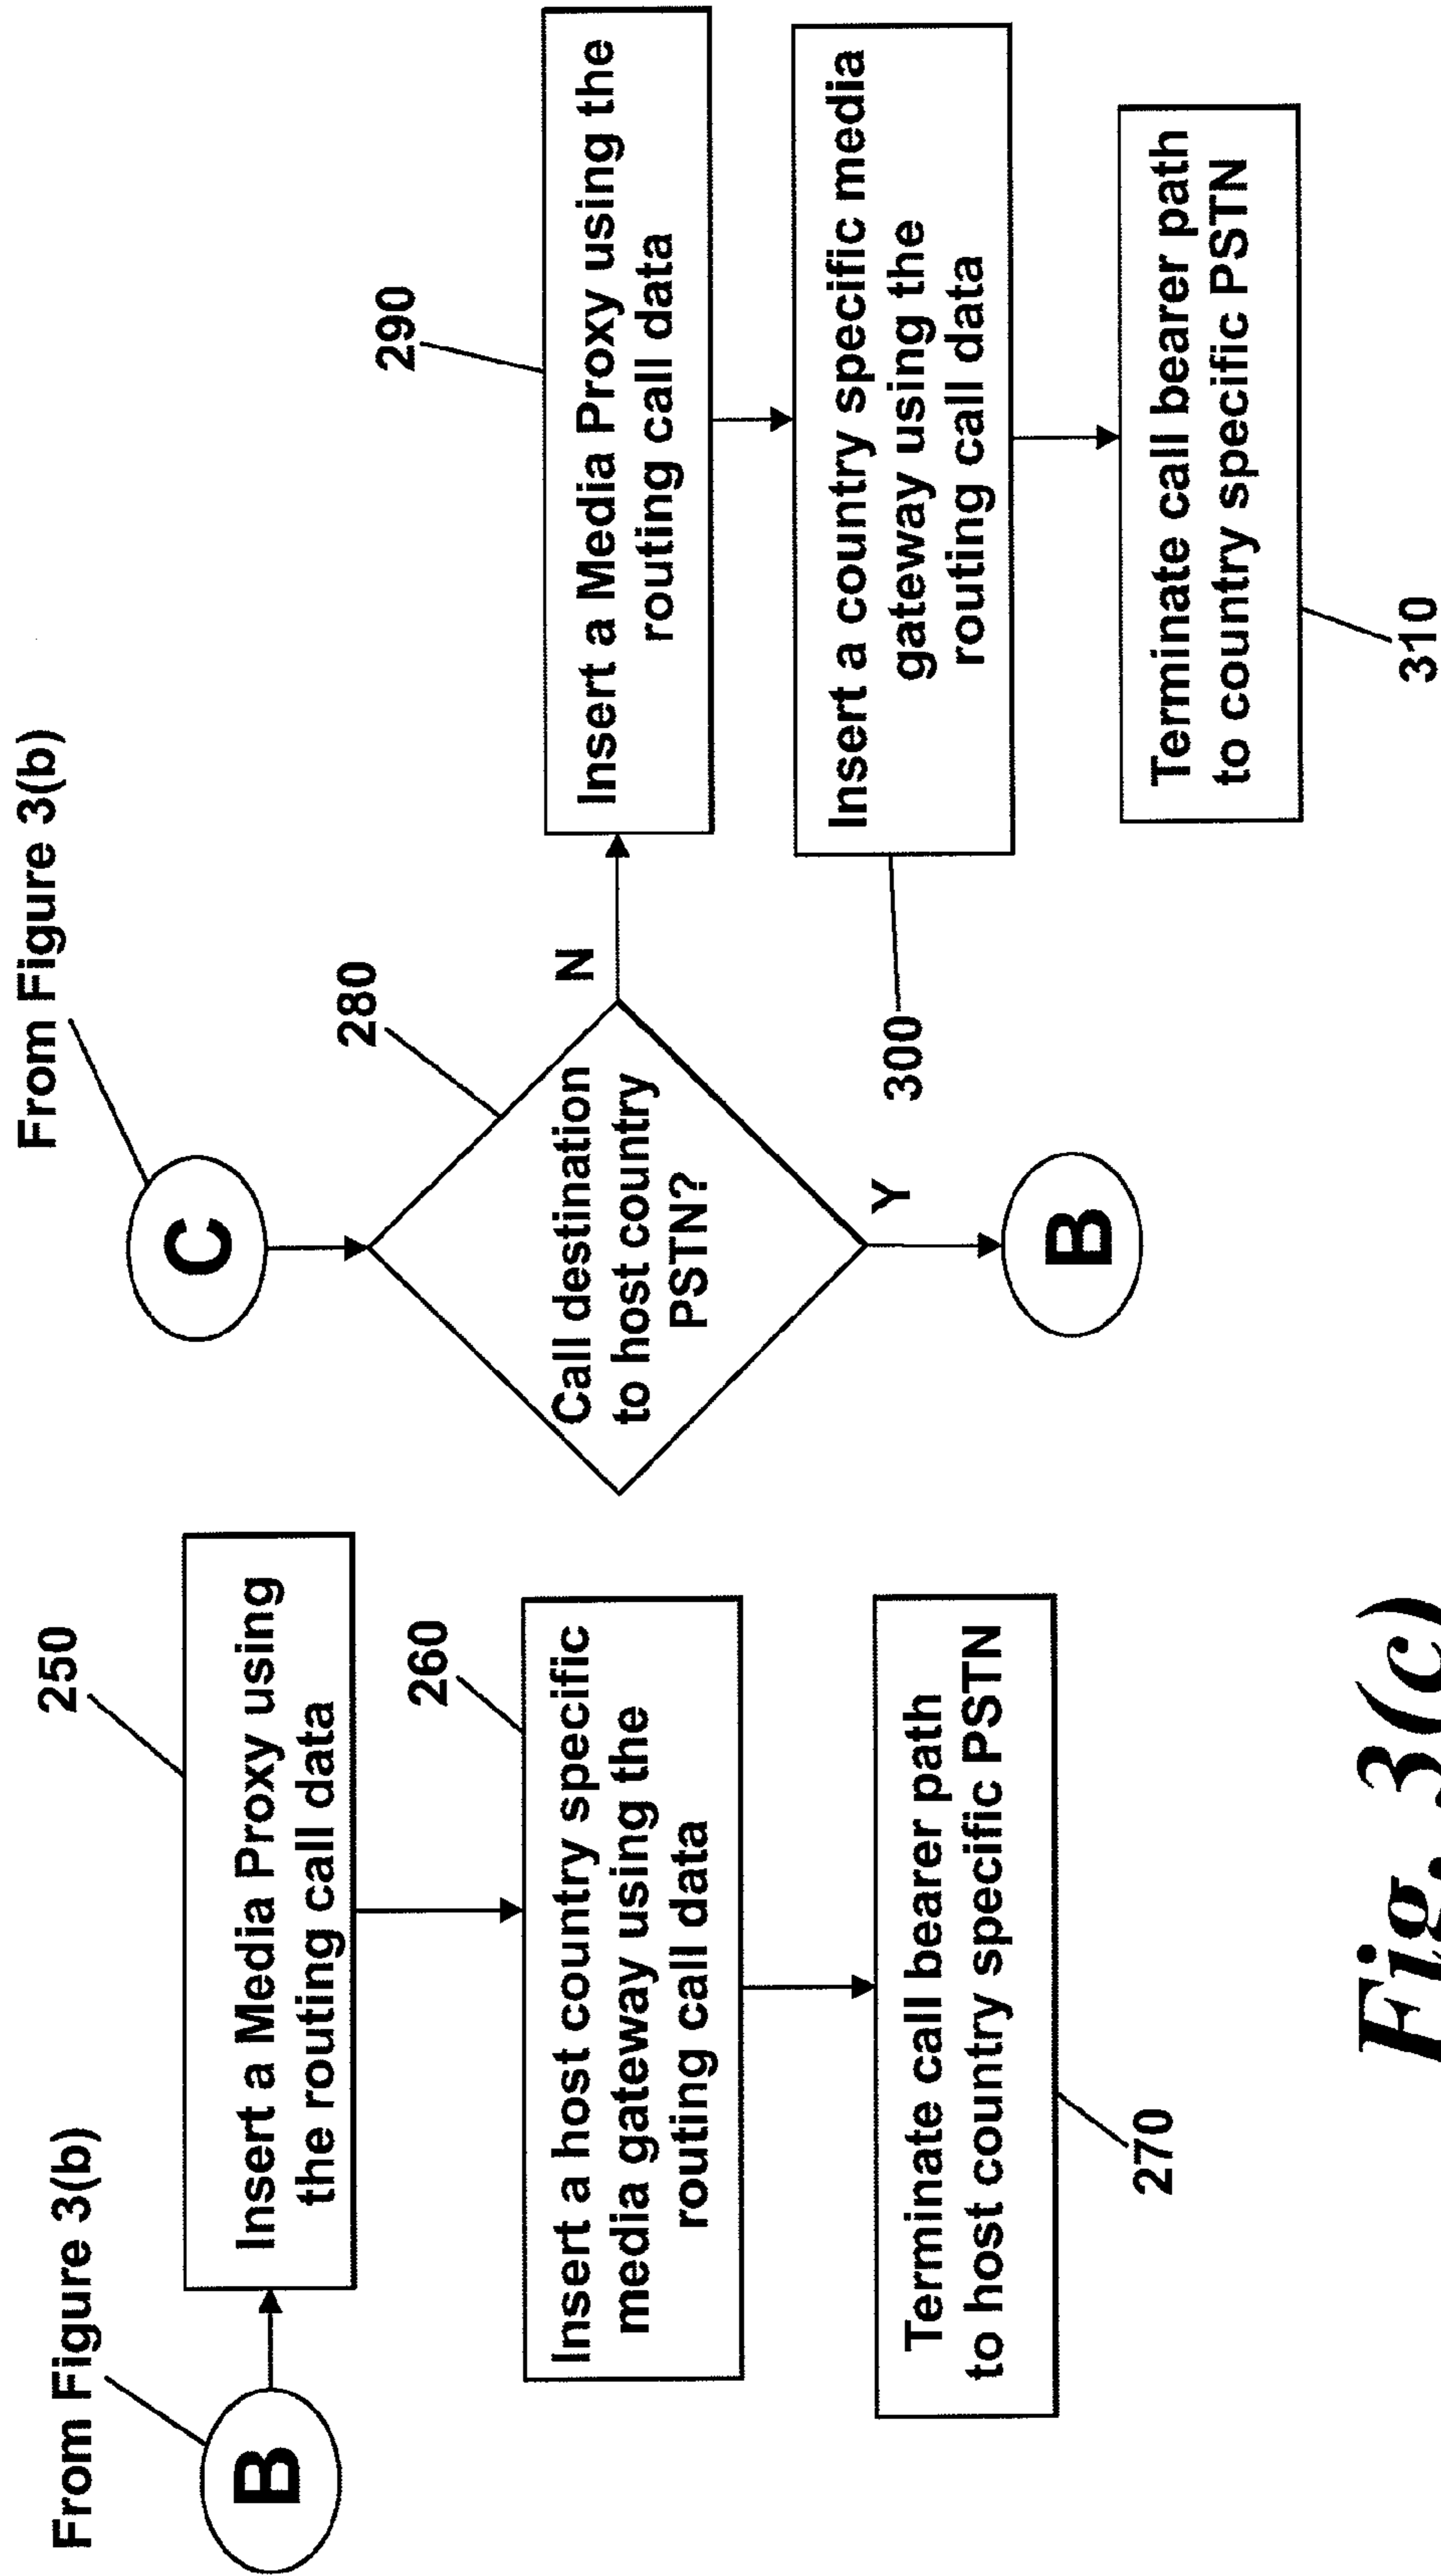 From Figure 3(b)
B
250
Insert a Media Proxy using
the routing call data
260
Insert a host country specific
media gateway using the
routing call data
Terminate call bearer path
to host country specific PSTN
270
From Figure 3(b)
C
280
Call destination
to host country
PSTN?
N
Y
B
290
Insert a Media Proxy using the
routing call data
Insert a country specific media
gateway using the
routing call data
300
Terminate call bearer path
to country specific PSTN
310
Fig. 3(c)